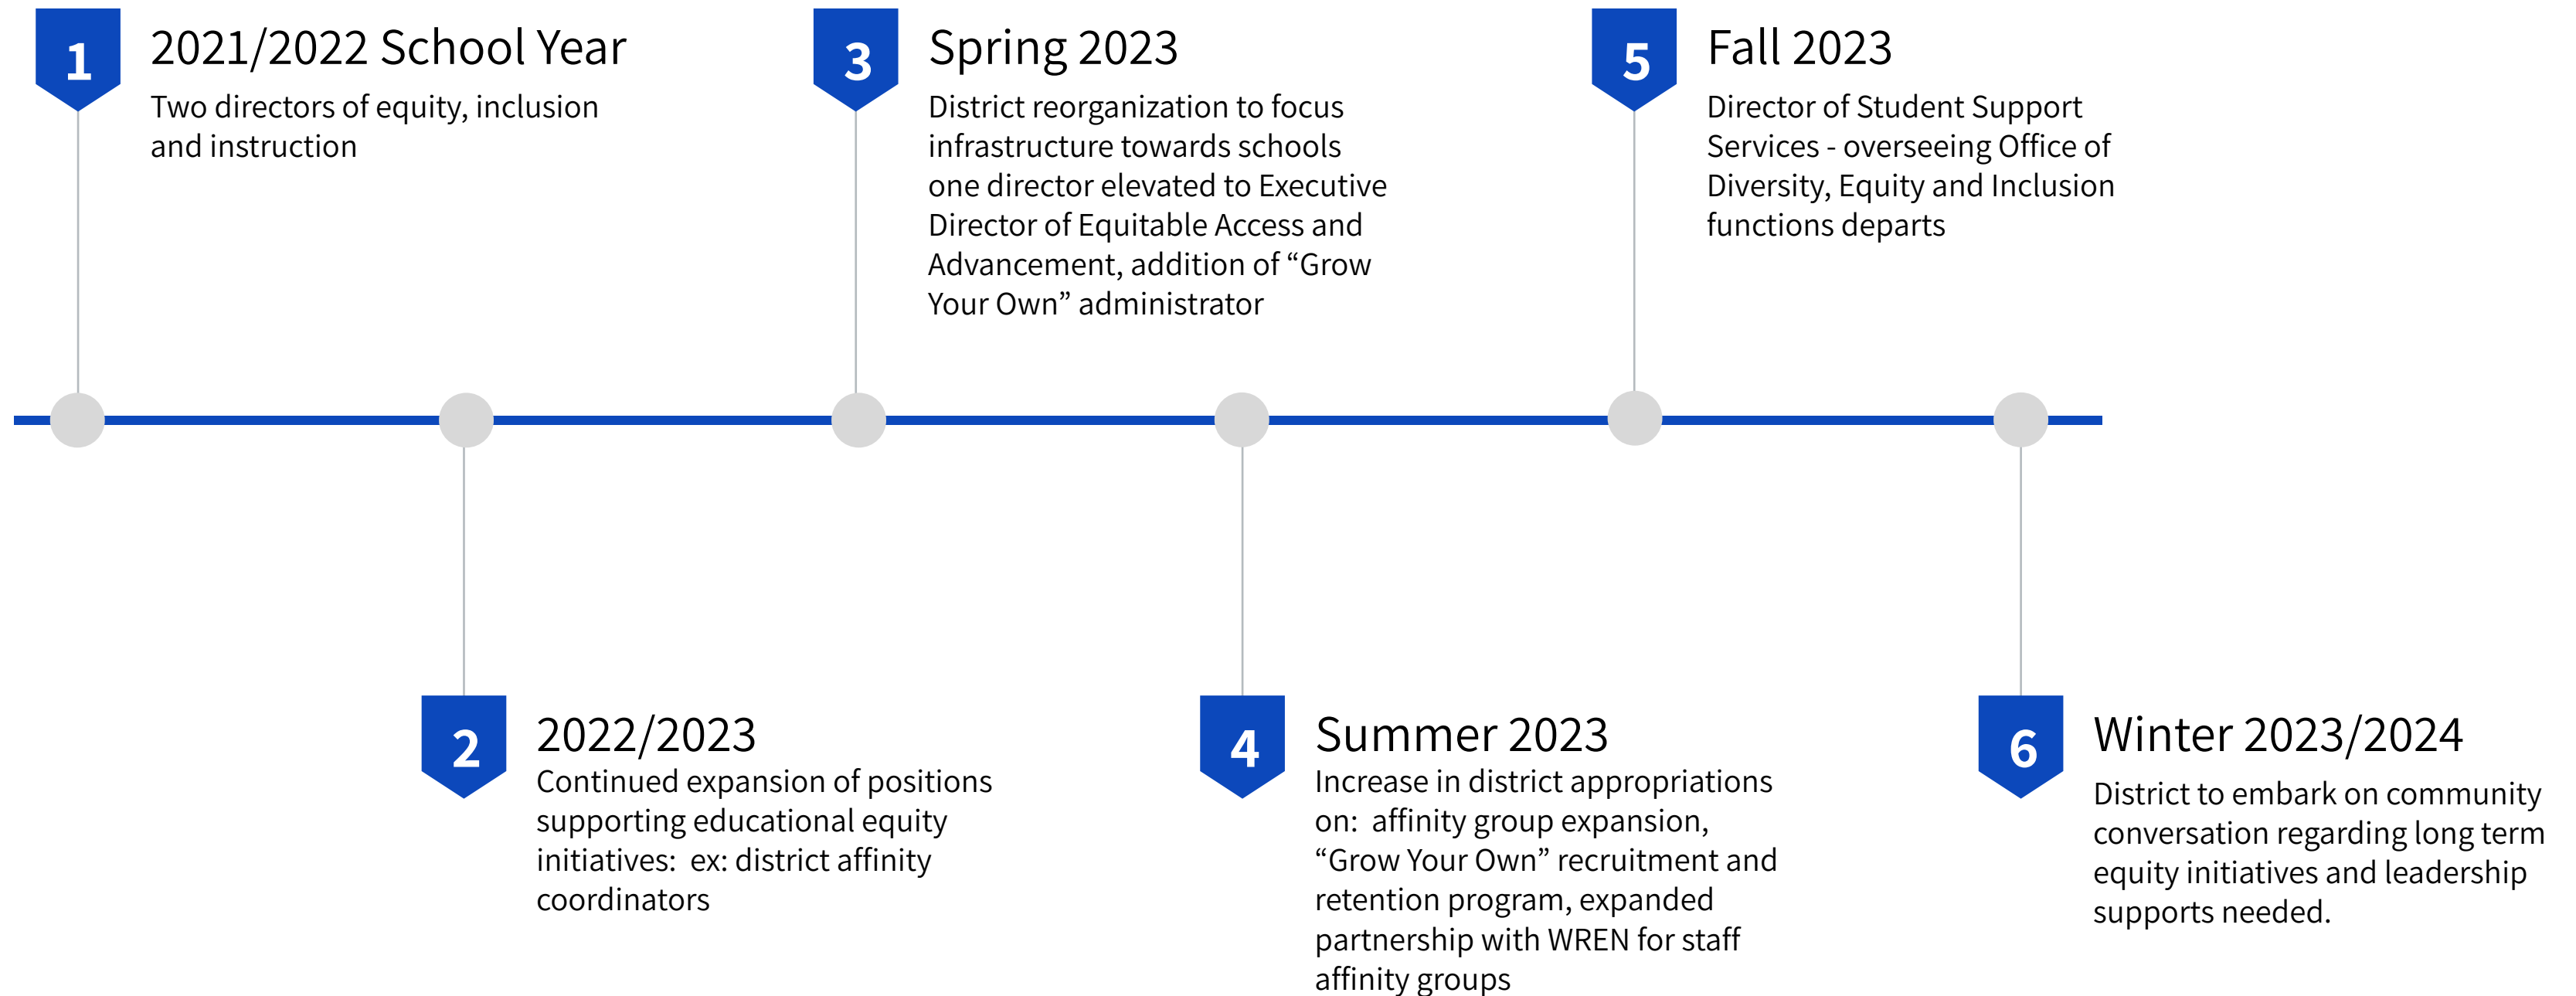 1
2021/2022 School Year
Two directors of equity, inclusion
and instruction
2
2022/2023
Continued expansion of positions
supporting educational equity
initiatives:  ex: district affinity
coordinators
3
Spring 2023
District reorganization to focus
infrastructure towards schools
one director elevated to Executive
Director of Equitable Access and
Advancement, addition of “Grow
Your Own” administrator
4
Summer 2023
Increase in district appropriations
on:  affinity group expansion,
“Grow Your Own” recruitment and
retention program, expanded
partnership with WREN for staff
affinity groups
5
Fall 2023
Director of Student Support
Services - overseeing Office of
Diversity, Equity and Inclusion
functions departs
6
Winter 2023/2024
District to embark on community
conversation regarding long term
equity initiatives and leadership
supports needed.